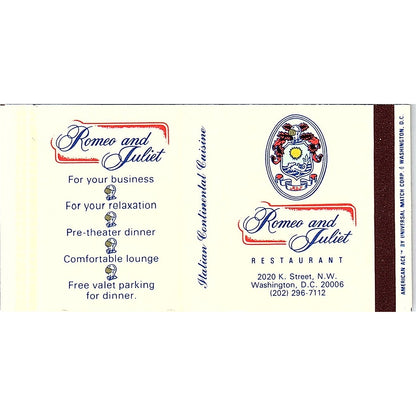 Romeo and
Juliet
For your business
For your relaxation
Pre-theater dinner
Comfortable lounge
Free valet parking
for dinner.
Italian Continental Cuisine
Romeo and
Juliet
RESTAURANT
2020 K. Street, N.W.
Washington, D.C. 20006
(202) 296-7112
AMERICAN ACE™ BY UNIVERSAL MATCH CORP. / WASHINGTON, D.C.